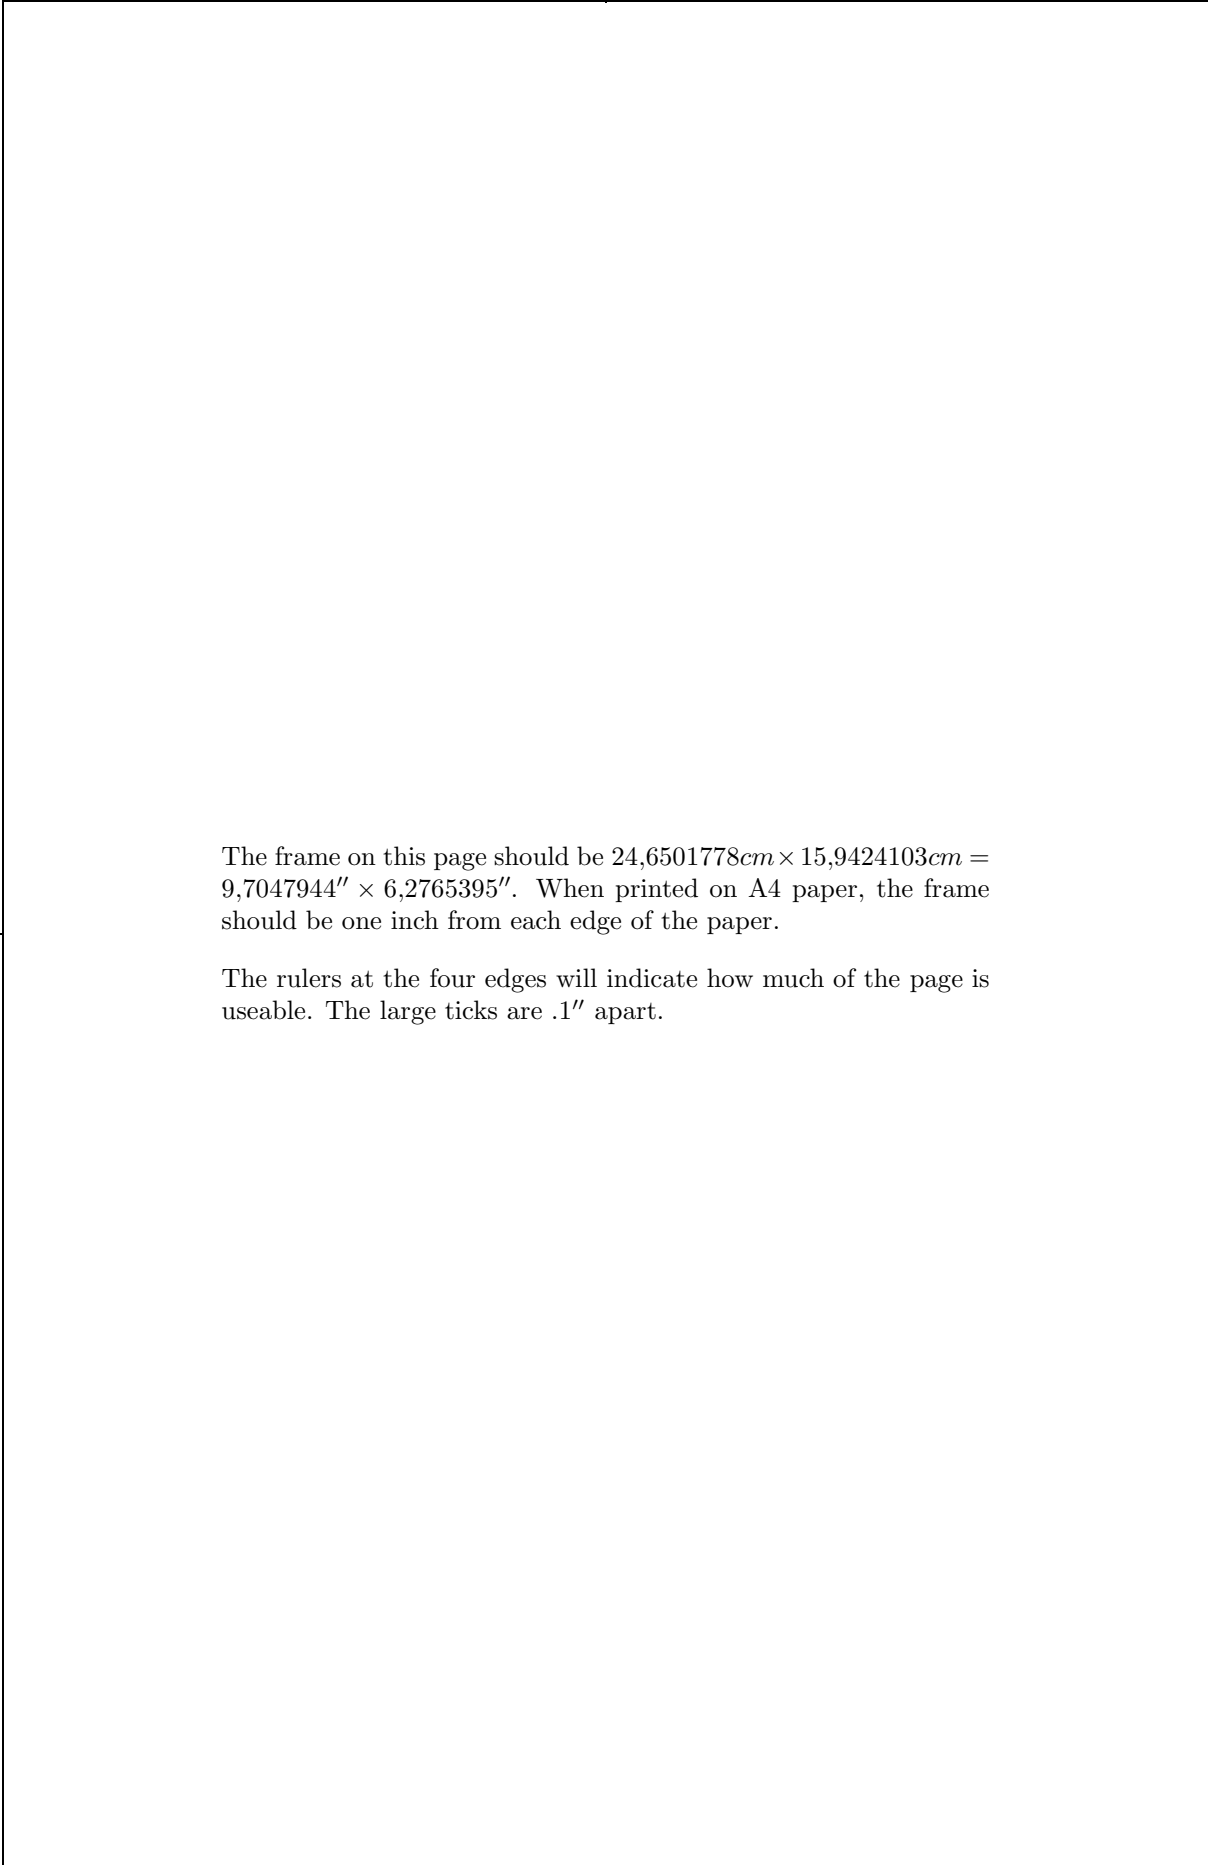 The frame on this page should be 24,6501778cm × 15,9424103cm =
9,7047944″ × 6,2765395″. When printed on A4 paper, the frame
should be one inch from each edge of the paper.
The rulers at the four edges will indicate how much of the page is
useable. The large ticks are .1″ apart.